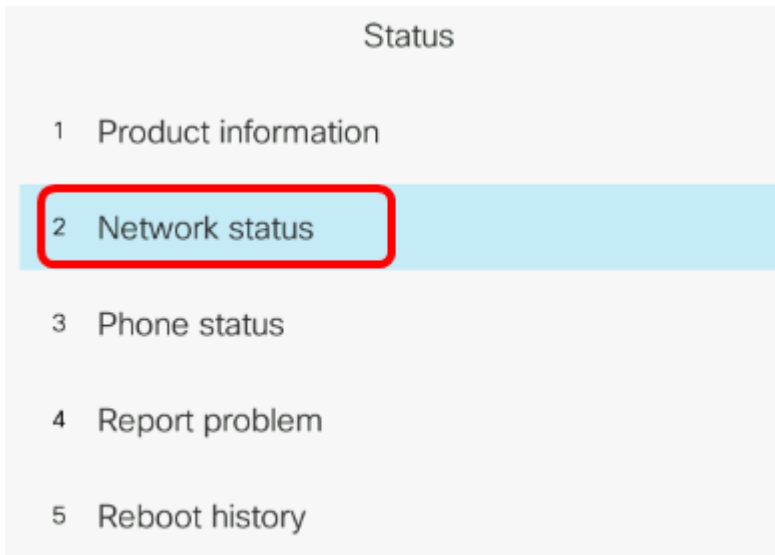 Status
1 Product information
2 Network status
3 Phone status
4 Report problem
5 Reboot history